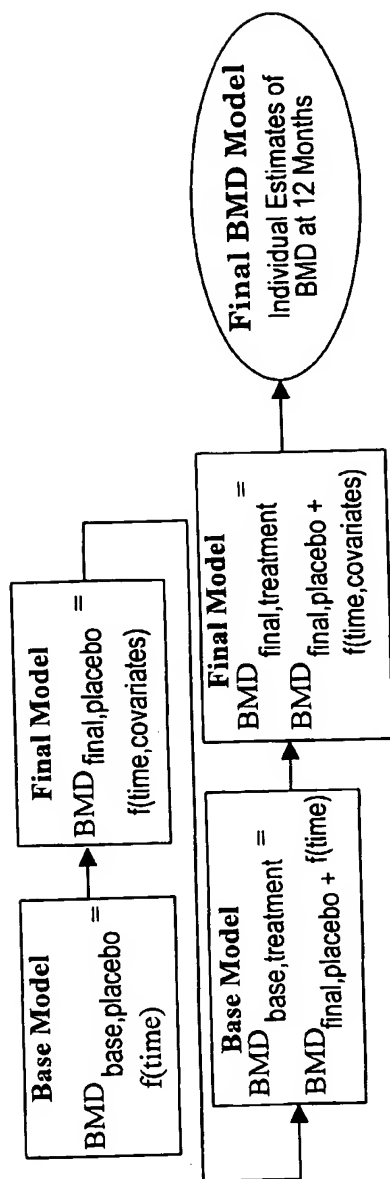 Base Model
BMD base,placebo =
f(time)
Final Model
BMD final,placebo =
f(time,covariates)
Base Model
BMD base,treatment =
BMD final,placebo + f(time)
Final Model
BMD final,treatment =
BMD final,placebo +
f(time,covariates)
Final BMD Model
Individual Estimates of
BMD at 12 Months